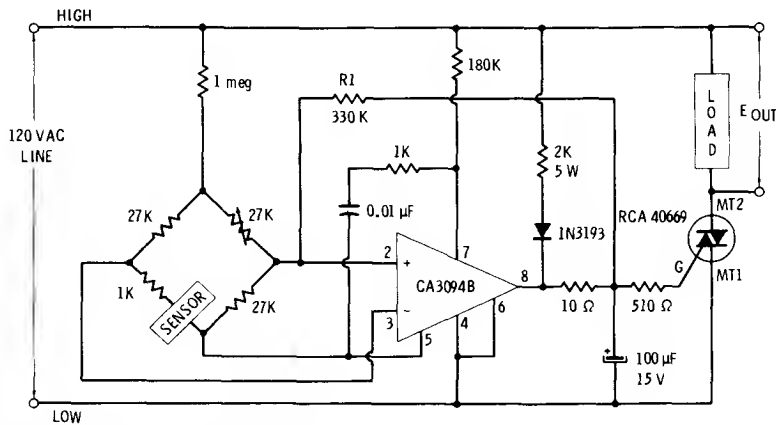 HIGH
1 meg
R1
330 K
180K
1K
0.01 µF
2K
5 W
1N3193
120 VAC
LINE
LOAD
E OUT
RCA 40669
MT2
MT1
G
27K
27K
1K
SENSOR
27K
2
+
3
−
CA3094B
7
8
6
5
4
10 Ω
510 Ω
+
100 µF
15 V
LOW